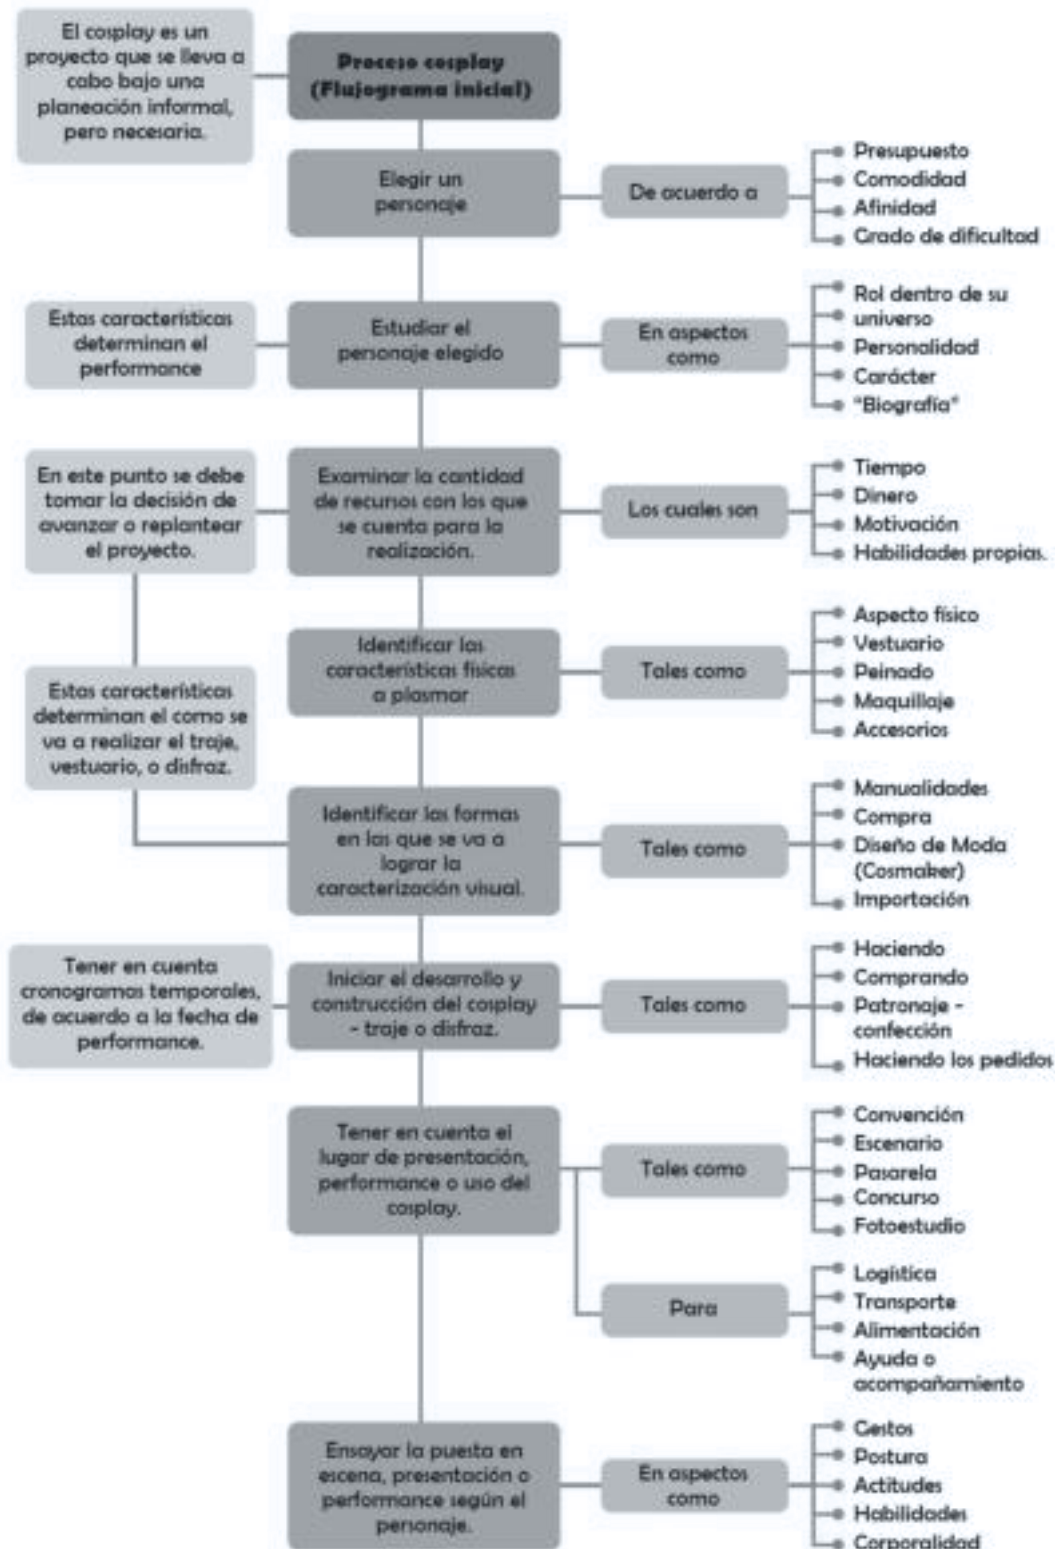 El cosplay es un
proyecto que se lleva a
cabo bajo una
planeación informal,
pero necesaria.
Proceso cosplay
(Flujograma inicial)
Elegir un
personaje
De acuerdo a
Presupuesto
Comodidad
Afinidad
Grado de dificultad
Estas características
determinan el
performance
Estudiar el
personaje elegido
En aspectos
como
Rol dentro de su
universo
Personalidad
Carácter
"Biografía"
En este punto se debe
tomar la decisión de
avanzar o replantear
el proyecto.
Examinar la cantidad
de recursos con los que
se cuenta para la
realización.
Los cuales son
Tiempo
Dinero
Motivación
Habilidades propias.
Identificar las
características físicas
a plasmar
Tales como
Aspecto físico
Vestuario
Peinado
Maquillaje
Accesorios
Estas características
determinan el como se
va a realizar el traje,
vestuario, o disfraz.
Identificar las formas
en las que se va a
lograr la
caracterización visual.
Tales como
Manualidades
Compra
Diseño de Moda
(Cosmaker)
Importación
Tener en cuenta
cronogramas temporales,
de acuerdo a la fecha de
performance.
Iniciar el desarrollo y
construcción del cosplay
- traje o disfraz.
Tales como
Haciendo
Comprando
Patronaje -
confección
Haciendo los pedidos
Tener en cuenta el
lugar de presentación,
performance o uso del
cosplay.
Tales como
Convención
Escenario
Pasarela
Concurso
Fotoestudio
Para
Logística
Transporte
Alimentación
Ayuda o
acompañamiento
Ensayar la puesta en
escena, presentación o
performance según el
personaje.
En aspectos
como
Gestos
Postura
Actitudes
Habilidades
Corporalidad